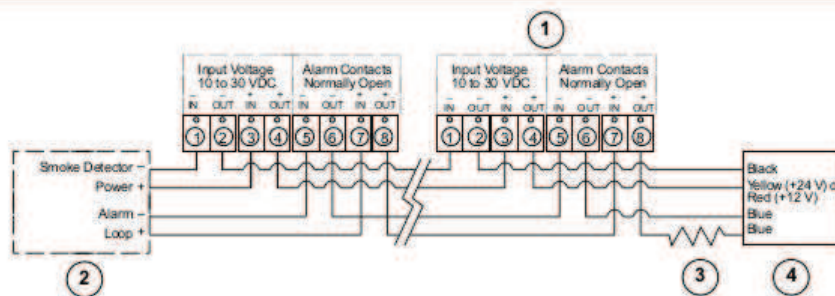 1
Input Voltage
10 to 30 VDC
Alarm Contacts
Normally Open
Input Voltage
10 to 30 VDC
Alarm Contacts
Normally Open
− − + + − − + +
IN OUT IN OUT IN OUT IN OUT
− − + + − − + +
IN OUT IN OUT IN OUT IN OUT
1 2 3 4 5 6 7 8
1 2 3 4 5 6 7 8
Smoke Detector −
Power +
Alarm −
Loop +
Black
Yellow (+24 V)
Red (+12 V)
Blue
Blue
2
3
4